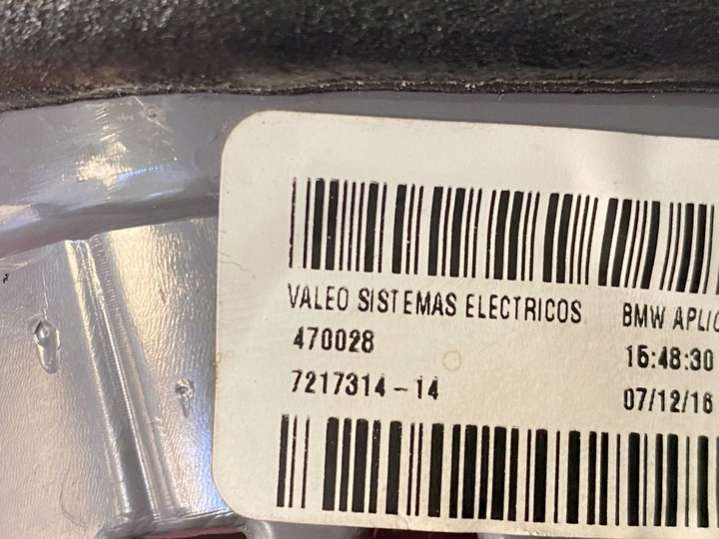 VALEO SISTEMAS ELECTRICOS BMW APLIC
470028 15:48:30
7217314-14 07/12/16